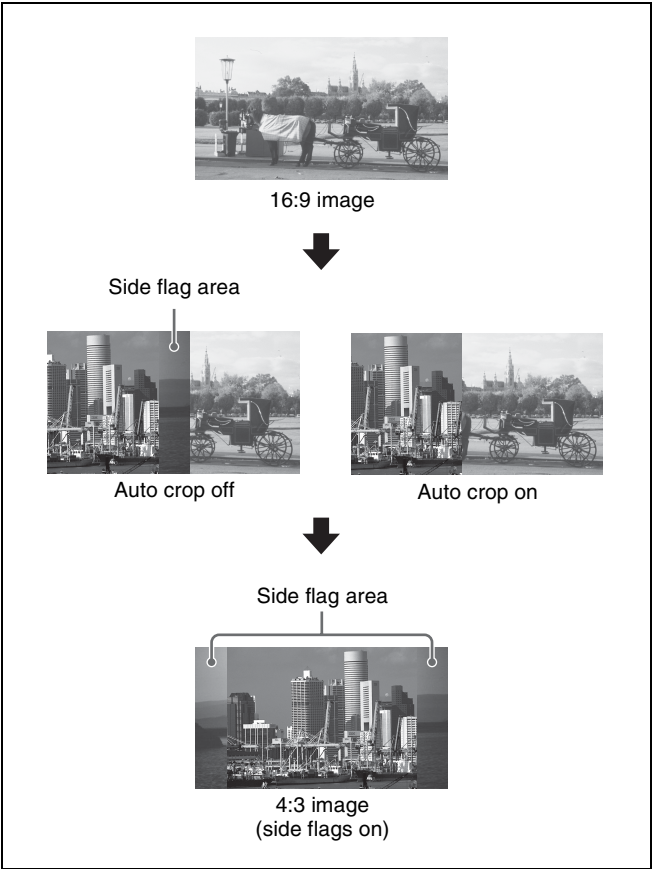 16:9 image
Side flag area
Auto crop off
Auto crop on
Side flag area
4:3 image
(side flags on)